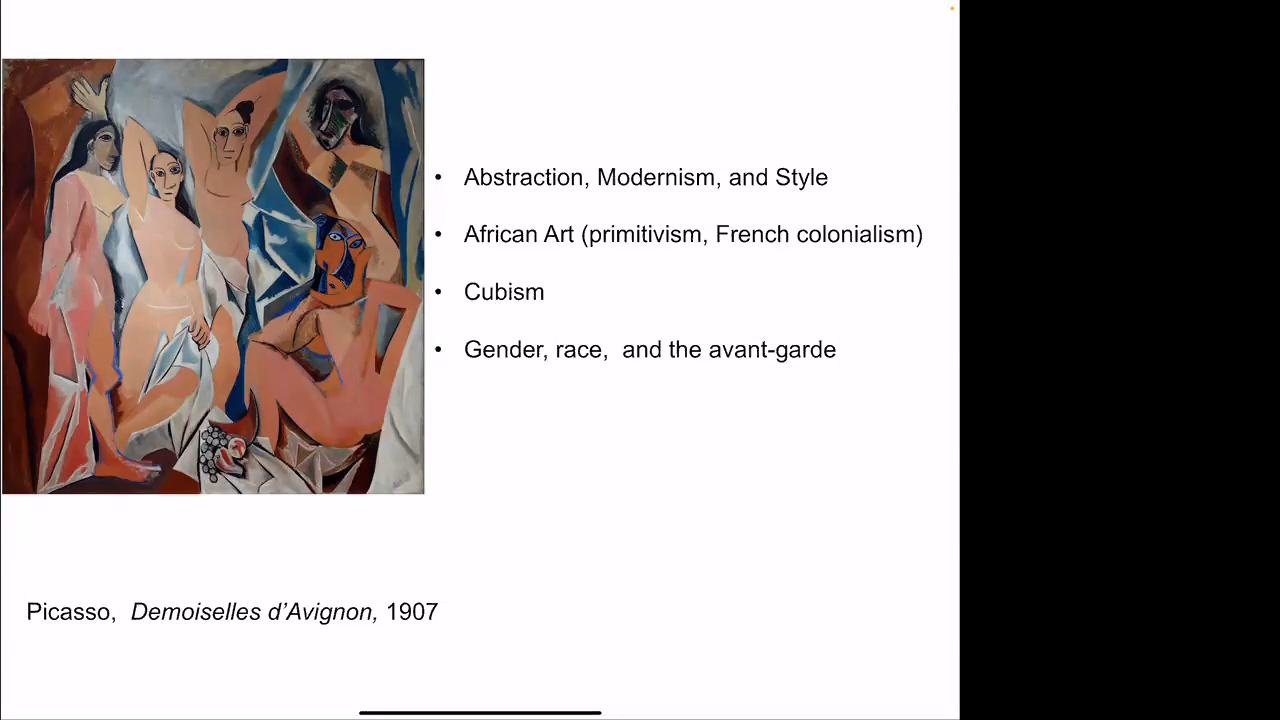 • Abstraction, Modernism, and Style
• African Art (primitivism, French colonialism)
• Cubism
• Gender, race,  and the avant-garde
Picasso,  Demoiselles d’Avignon, 1907